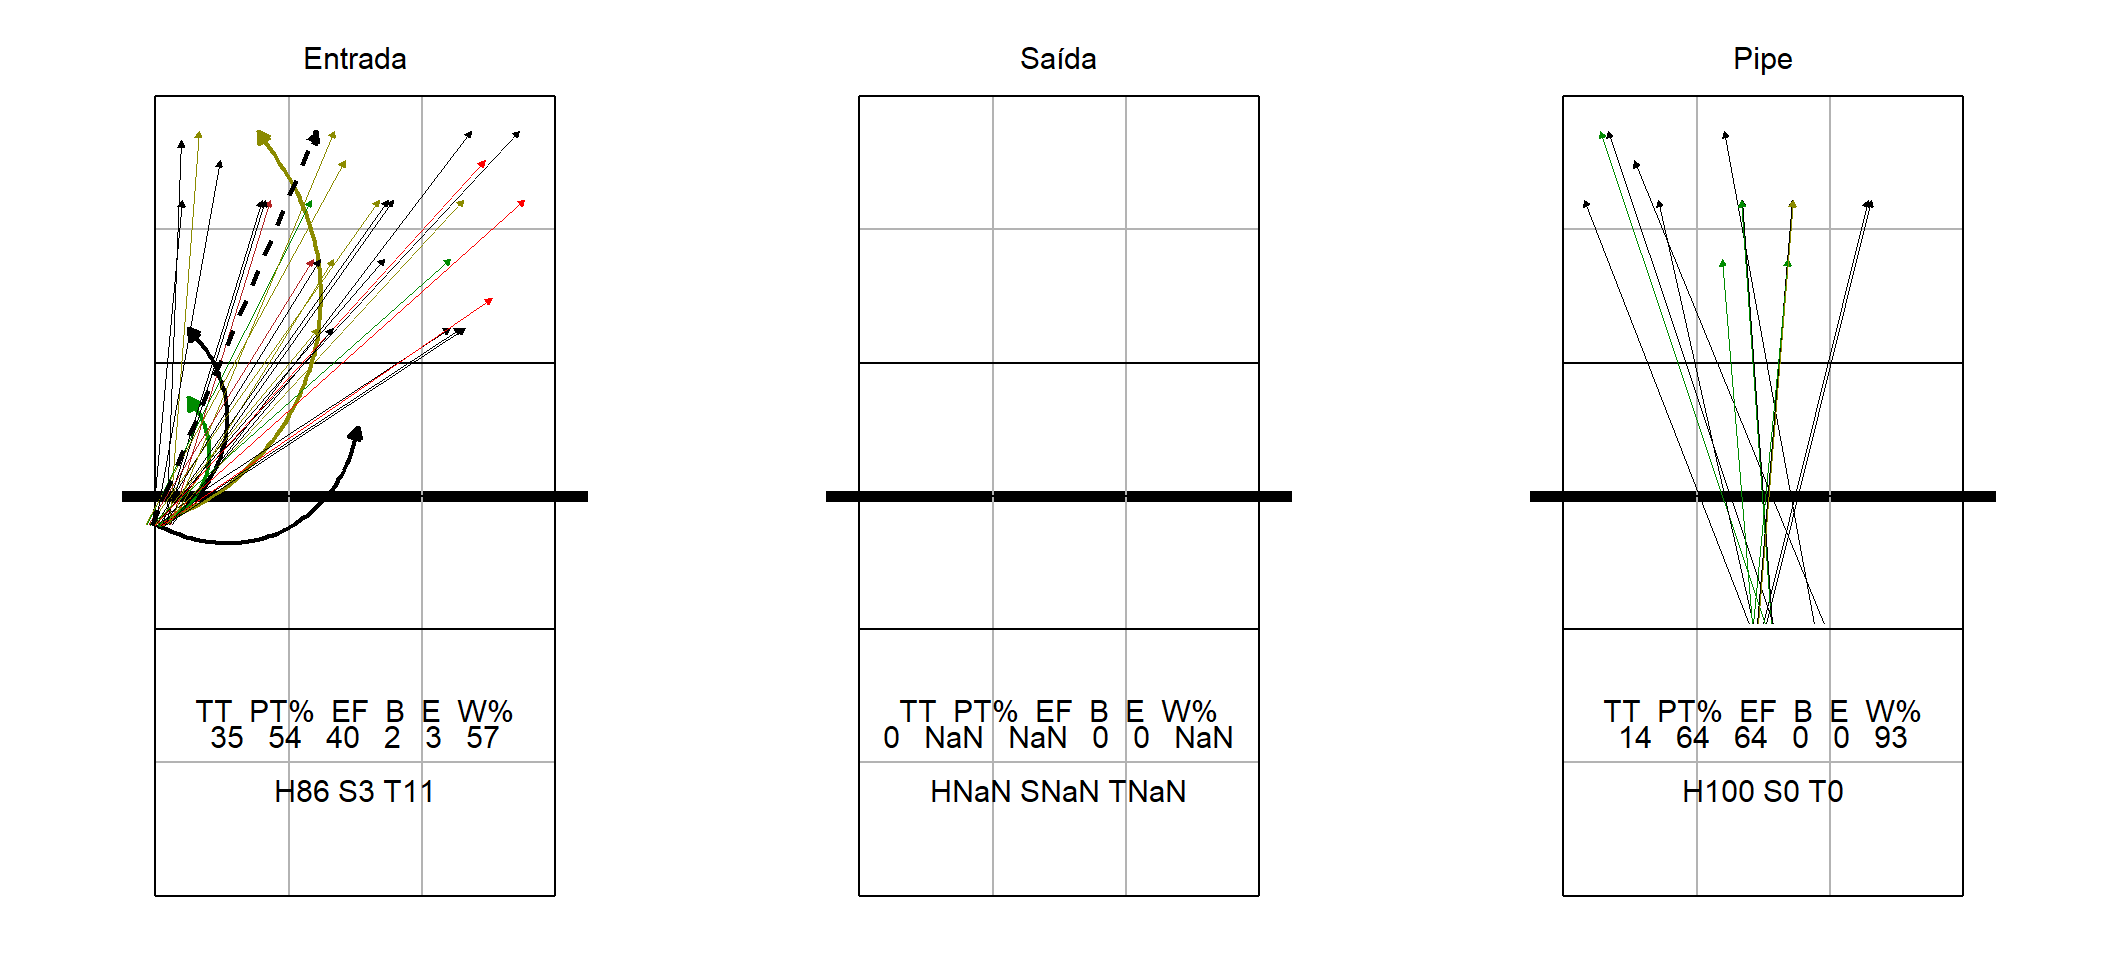 Entrada
TT PT% EF B E W%
35 54 40 2 3 57
H86 S3 T11
Saída
TT PT% EF B E W%
0 NaN NaN 0 0 NaN
HNaN SNaN TNaN
Pipe
TT PT% EF B E W%
14 64 64 0 0 93
H100 S0 T0